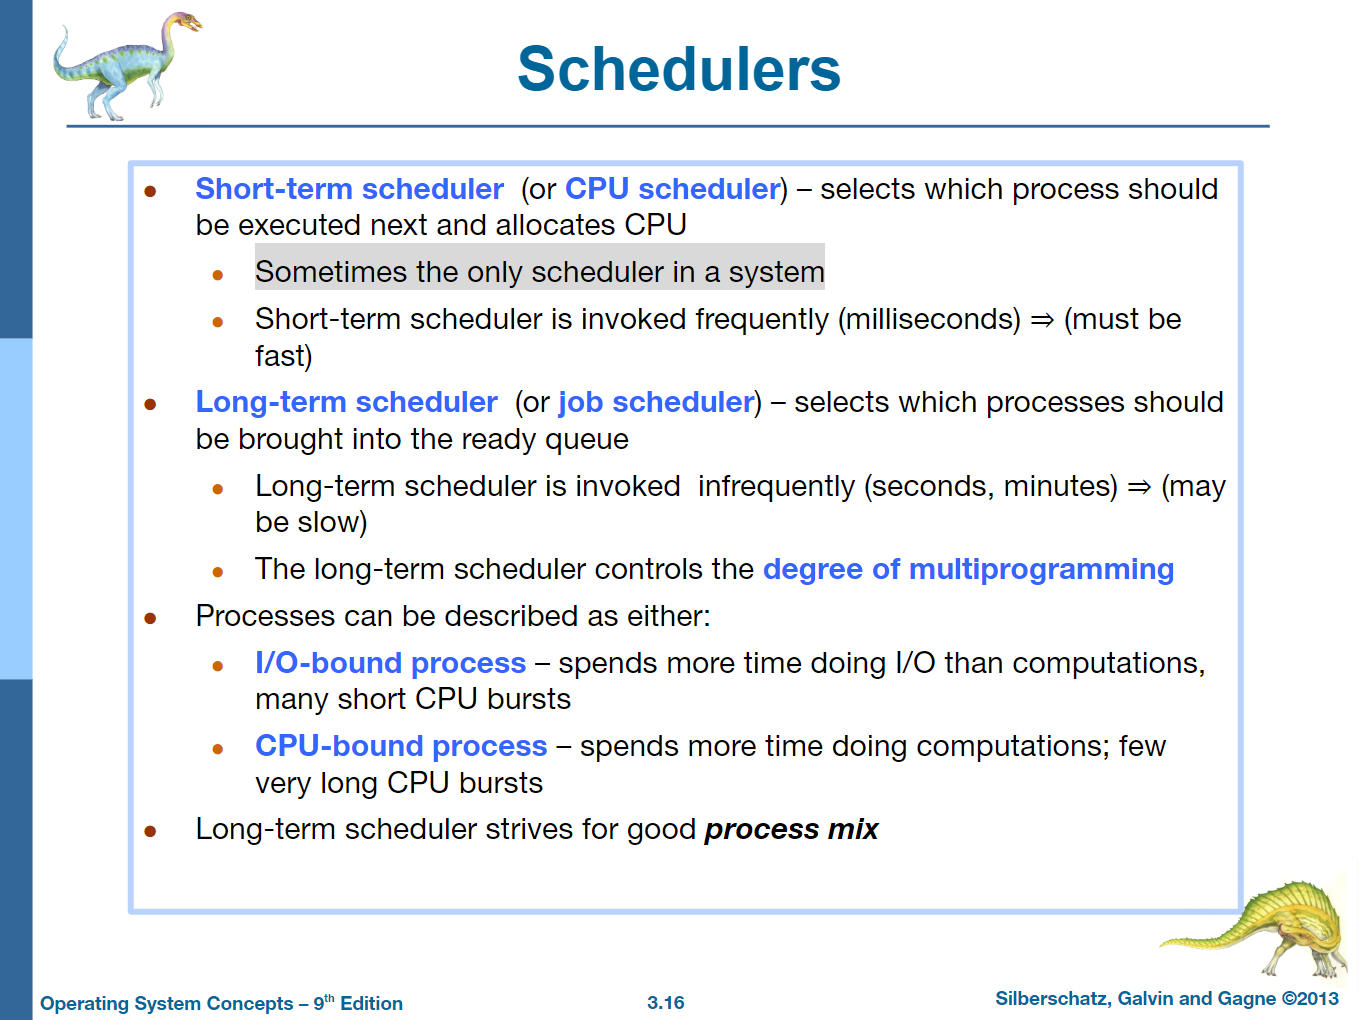 Schedulers
Short-term scheduler (or CPU scheduler) – selects which process should
be executed next and allocates CPU
Sometimes the only scheduler in a system
Short-term scheduler is invoked frequently (milliseconds) ⇒ (must be
fast)
Long-term scheduler (or job scheduler) – selects which processes should
be brought into the ready queue
Long-term scheduler is invoked infrequently (seconds, minutes) ⇒ (may
be slow)
The long-term scheduler controls the degree of multiprogramming
Processes can be described as either:
I/O-bound process – spends more time doing I/O than computations,
many short CPU bursts
CPU-bound process – spends more time doing computations; few
very long CPU bursts
Long-term scheduler strives for good process mix
Operating System Concepts – 9th Edition
3.16
Silberschatz, Galvin and Gagne ©2013